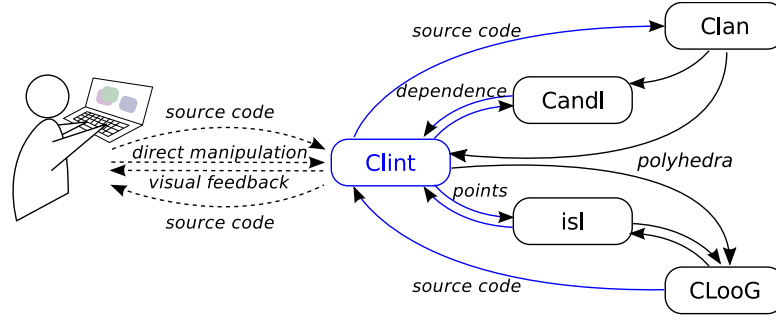 source code
Clan
dependence
Candl
source code
direct manipulation
Clint
polyhedra
visual feedback
points
source code
isl
source code
CLooG